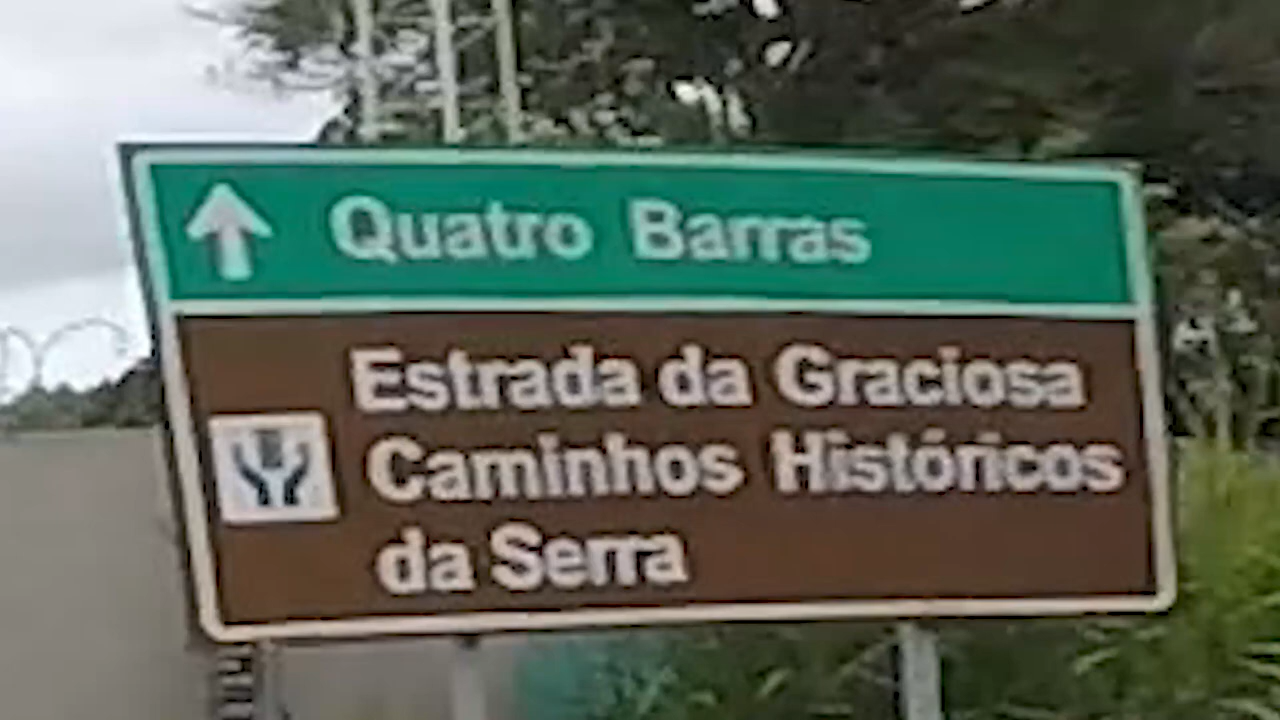 Quatro Barras
Estrada da Graciosa
Caminhos Históricos
da Serra